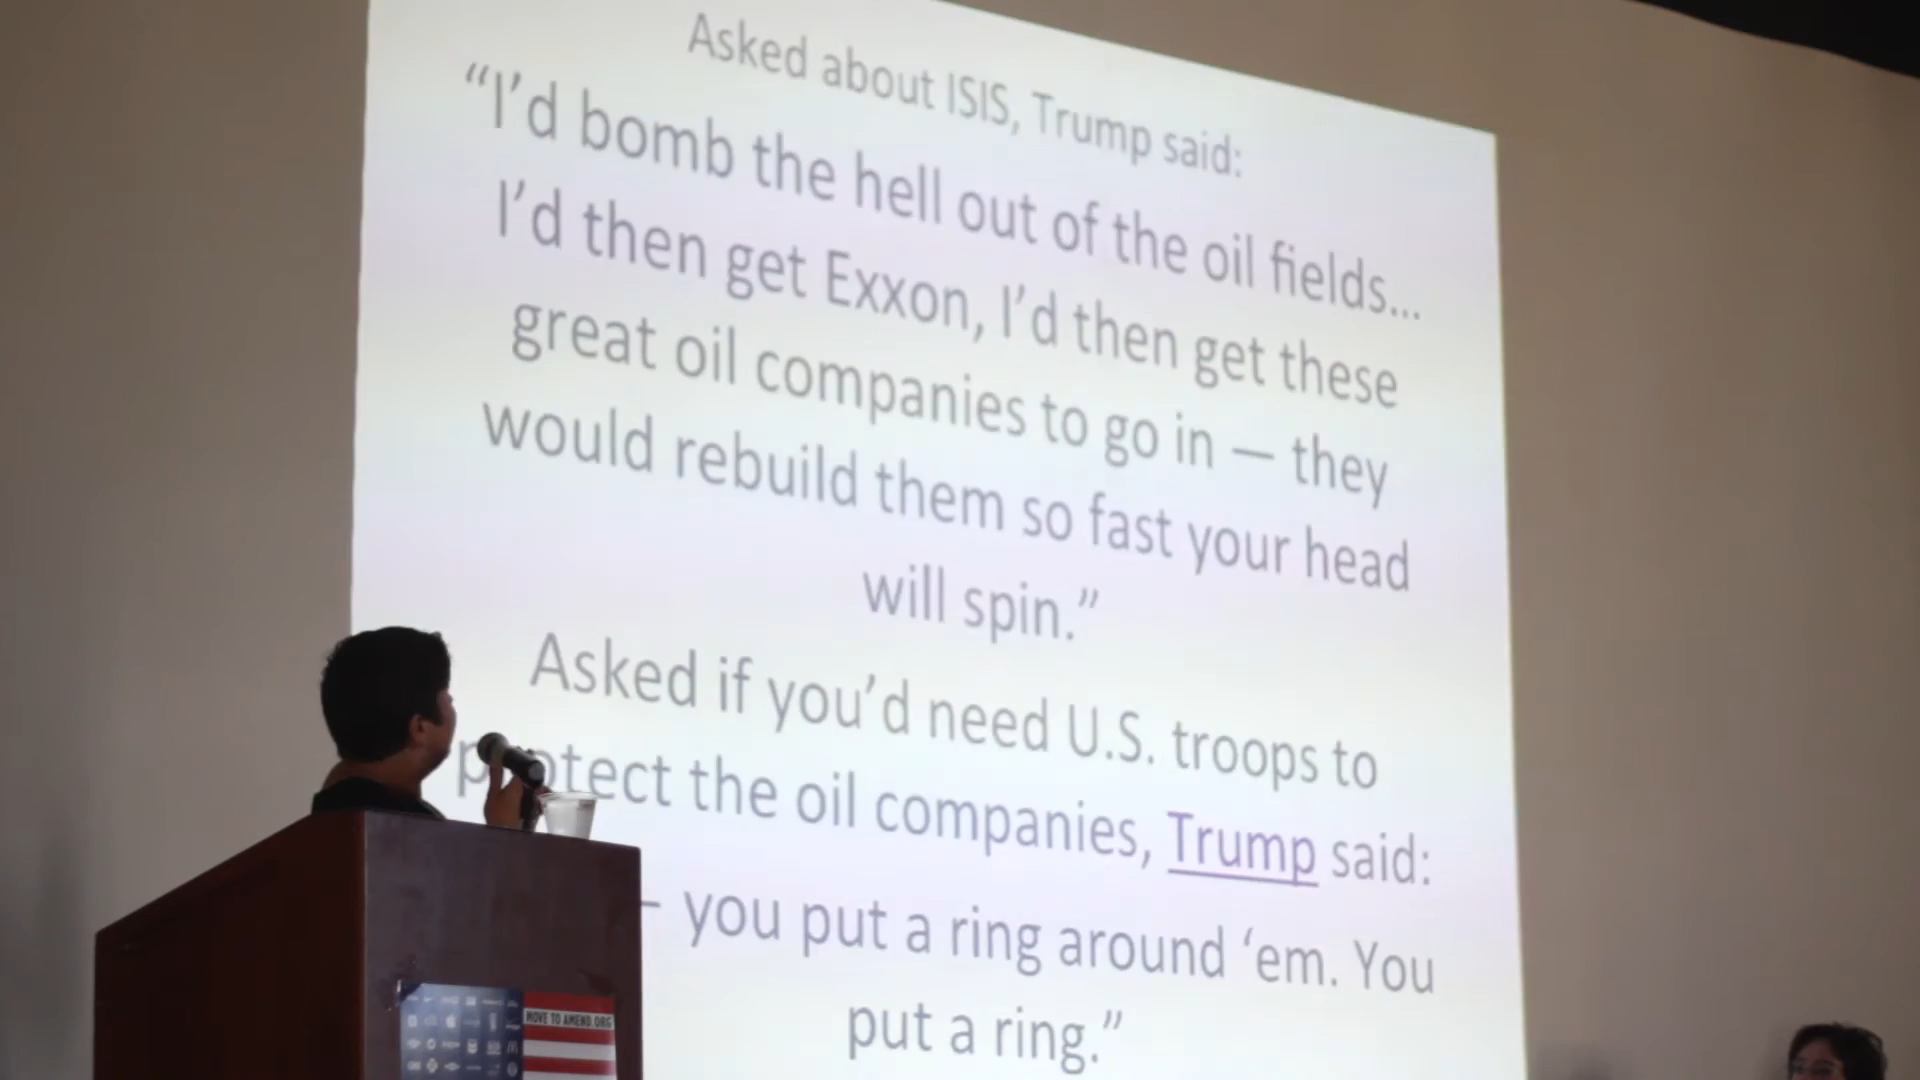 Asked about ISIS, Trump said:
“I’d bomb the hell out of the oil fields...
I’d then get Exxon, I’d then get these
great oil companies to go in — they
would rebuild them so fast your head
will spin.”
Asked if you’d need U.S. troops to
protect the oil companies, Trump said:
– you put a ring around ‘em. You
put a ring.”
MOVE TO AMEND.ORG